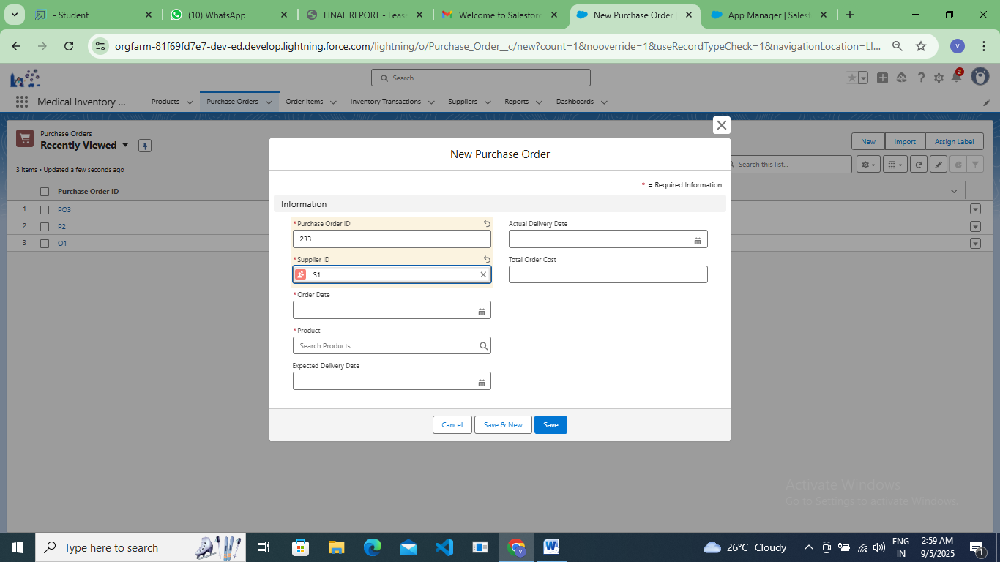 - Student
(10) WhatsApp
FINAL REPORT - Lease
Welcome to Salesforc
New Purchase Order
App Manager | Salesf
orgfarm-81f69fd7e7-dev-ed.develop.lightning.force.com/lightning/o/Purchase_Order__c/new?count=1&nooverride=1&useRecordTypeCheck=1&navigationLocation=LI...
V
Search...
2
Medical Inventory ...
Products
Purchase Orders
Order Items
Inventory Transactions
Suppliers
Reports
Dashboards
Purchase Orders
Recently Viewed
New
Import
Assign Label
3 items • Updated a few seconds ago
Search this list...
Purchase Order ID
1 PO3
2 P2
3 O1
New Purchase Order
* = Required Information
Information
*Purchase Order ID
233
*Supplier ID
S1
*Order Date
*Product
Search Products...
Expected Delivery Date
Actual Delivery Date
Total Order Cost
Cancel
Save & New
Save
Activate Windows
Go to Settings to activate Windows.
Type here to search
V
26°C Cloudy
ENG
IN
2:59 AM
9/5/2025
1